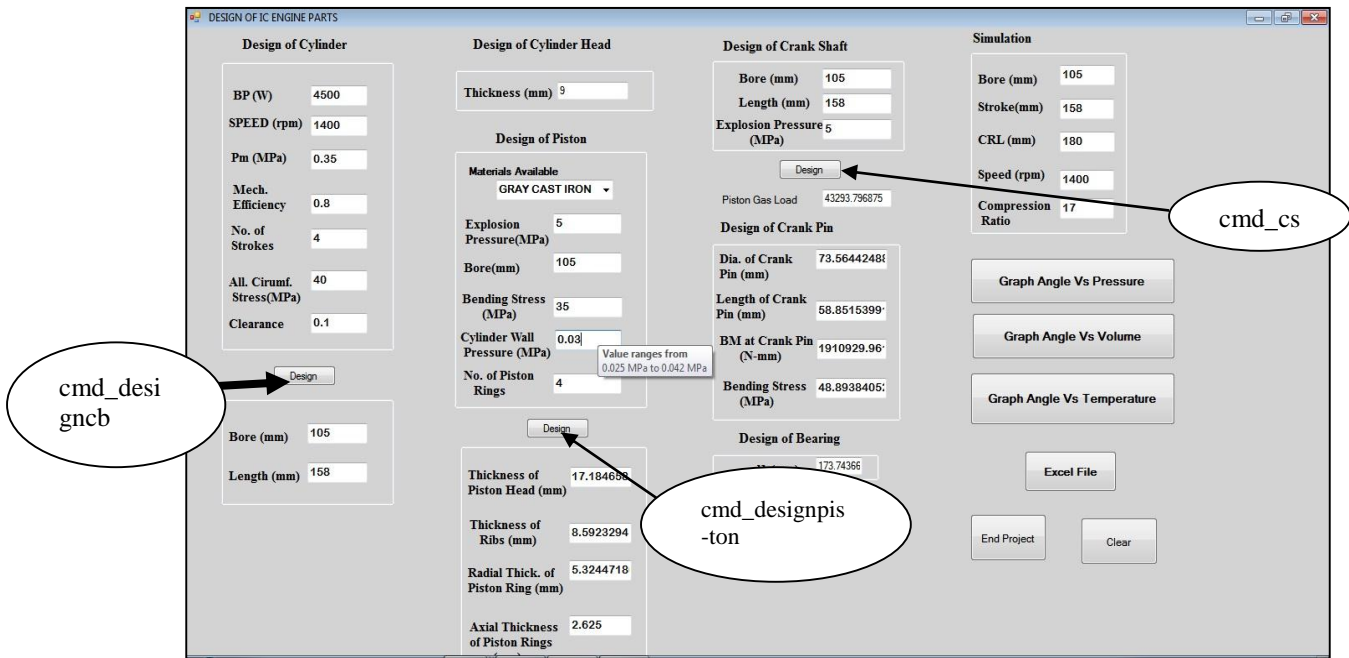 DESIGN OF IC ENGINE PARTS
Design of Cylinder
BP (W) 4500
SPEED (rpm) 1400
Pm (MPa) 0.35
Mech.
Efficiency 0.8
No. of
Strokes 4
All. Cirumf.
Stress(MPa) 40
Clearance 0.1
Design
Bore (mm) 105
Length (mm) 158
cmd_desi
gncb
Design of Cylinder Head
Thickness (mm) 9
Design of Piston
Materials Available
GRAY CAST IRON
Explosion
Pressure(MPa) 5
Bore(mm) 105
Bending Stress
(MPa) 35
Cylinder Wall
Pressure (MPa) 0.03
Value ranges from
0.025 MPa to 0.042 MPa
No. of Piston
Rings 4
Design
Thickness of
Piston Head (mm) 17.184658
Thickness of
Ribs (mm) 8.5923294
Radial Thick. of
Piston Ring (mm) 5.3244718
Axial Thickness
of Piston Rings 2.625
cmd_designpis
-ton
Design of Crank Shaft
Bore (mm) 105
Length (mm) 158
Explosion Pressure
(MPa) 5
Design
Piston Gas Load 43293.796875
Design of Crank Pin
Dia. of Crank
Pin (mm) 73.56442488
Length of Crank
Pin (mm) 58.8515399
BM at Crank Pin
(N-mm) 1910929.96
Bending Stress
(MPa) 48.8938405
Design of Bearing
173.74366
cmd_cs
Simulation
Bore (mm) 105
Stroke(mm) 158
CRL (mm) 180
Speed (rpm) 1400
Compression
Ratio 17
Graph Angle Vs Pressure
Graph Angle Vs Volume
Graph Angle Vs Temperature
Excel File
End Project
Clear